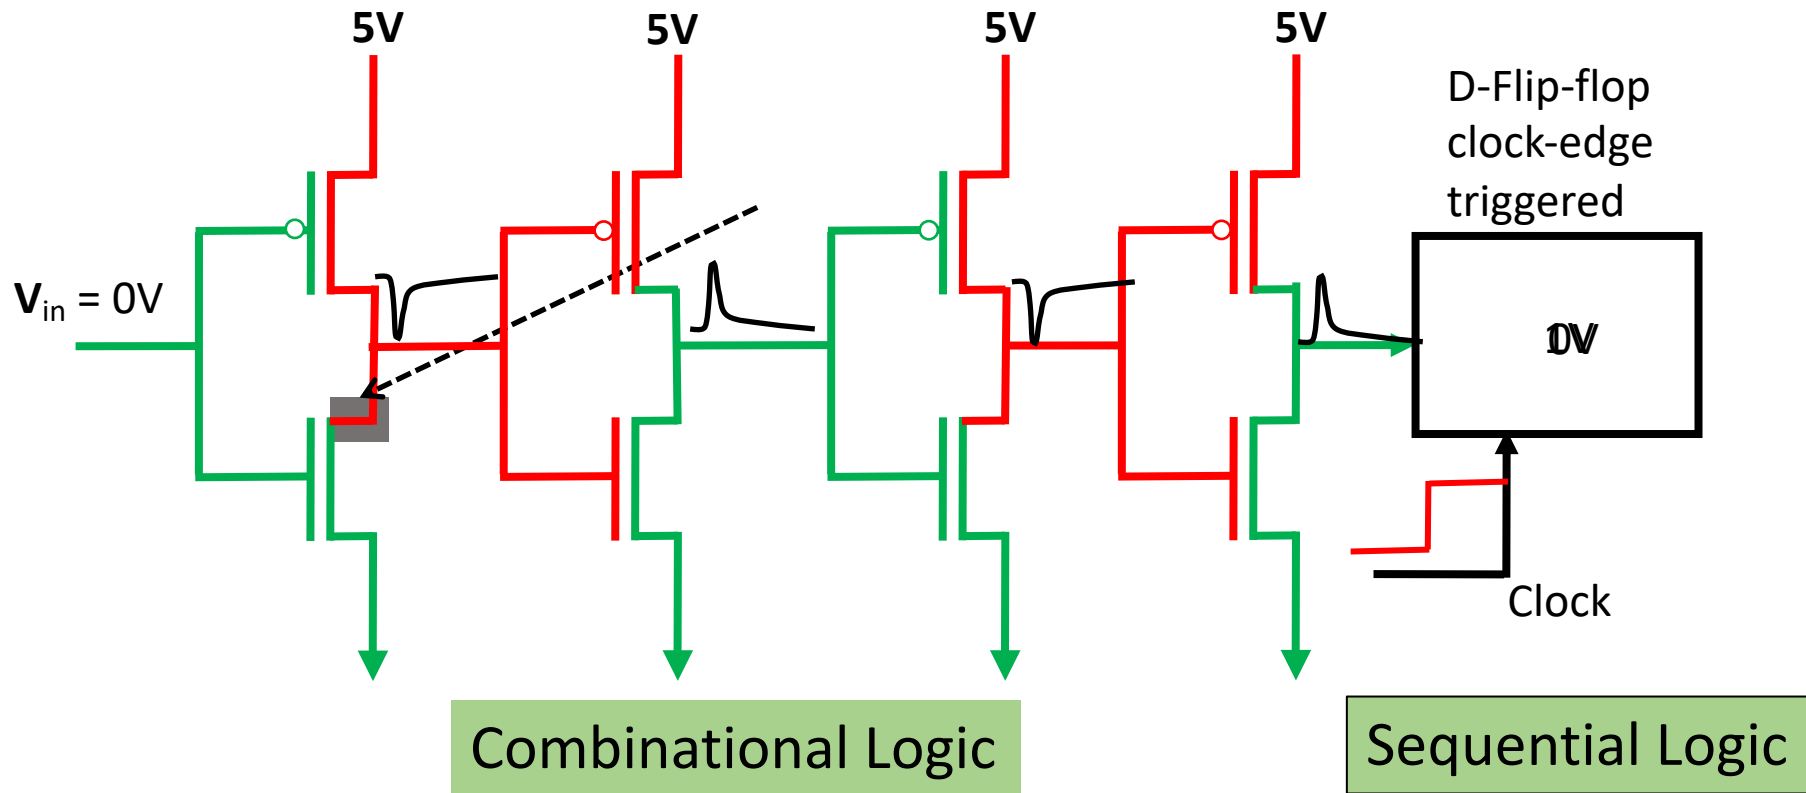 5V
5V
5V
5V
D-Flip-flop
clock-edge
triggered
Vin = 0V
Clock
Combinational Logic
Sequential Logic